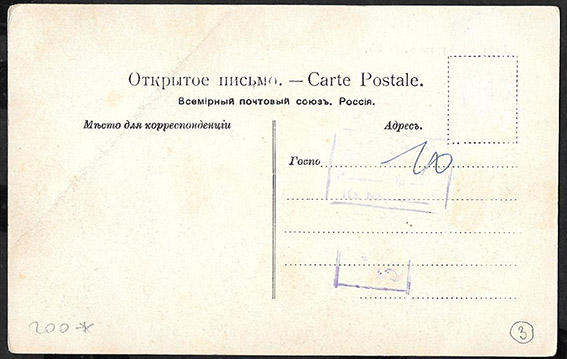 Открытое письмо. — Carte Postale.
Всемірный почтовый союзъ. Россія.
Мѣсто для корреспонденціи
Адресъ.
Госпо
10
200-*
3